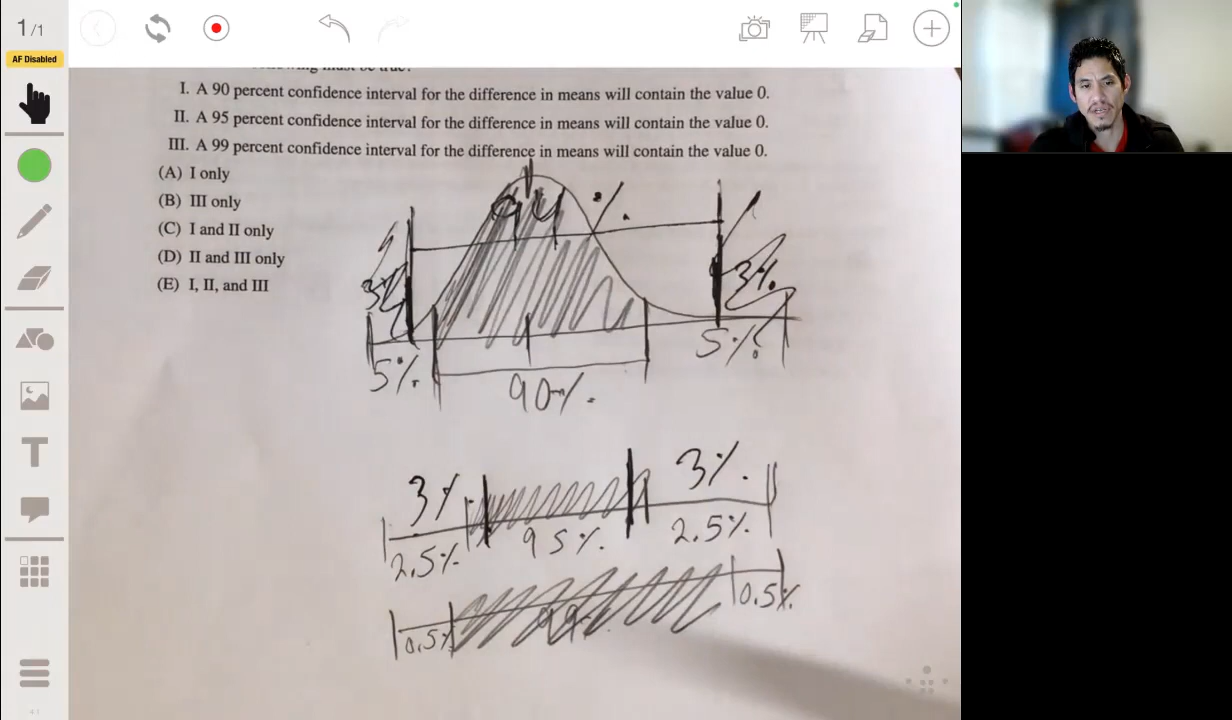 1/1
AF Disabled
I. A 90 percent confidence interval for the difference in means will contain the value 0.
II. A 95 percent confidence interval for the difference in means will contain the value 0.
III. A 99 percent confidence interval for the difference in means will contain the value 0.
(A) I only
(B) III only
(C) I and II only
(D) II and III only
(E) I, II, and III
94%
3% 3%
5% 90% 5%
3% 3%
2.5% 95% 2.5%
0.5% 99% 0.5%
T